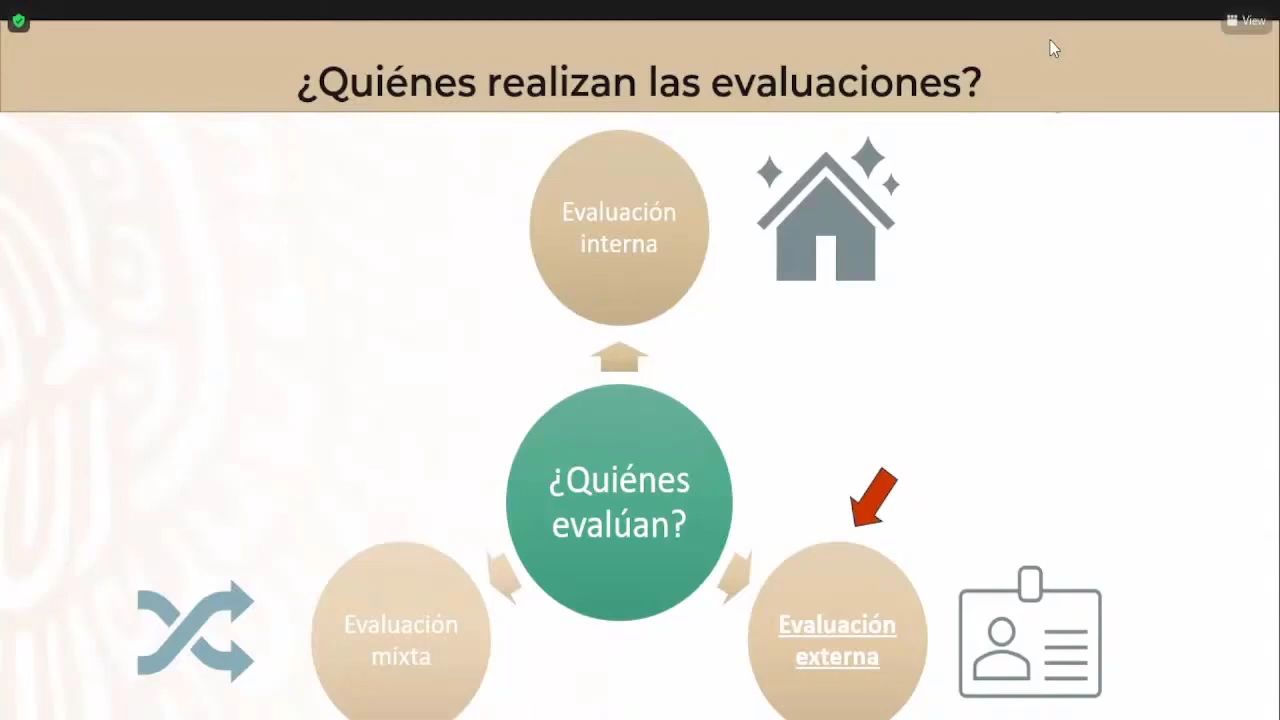 View
¿Quiénes realizan las evaluaciones?
Evaluación
interna
¿Quiénes
evalúan?
Evaluación
mixta
Evaluación
externa